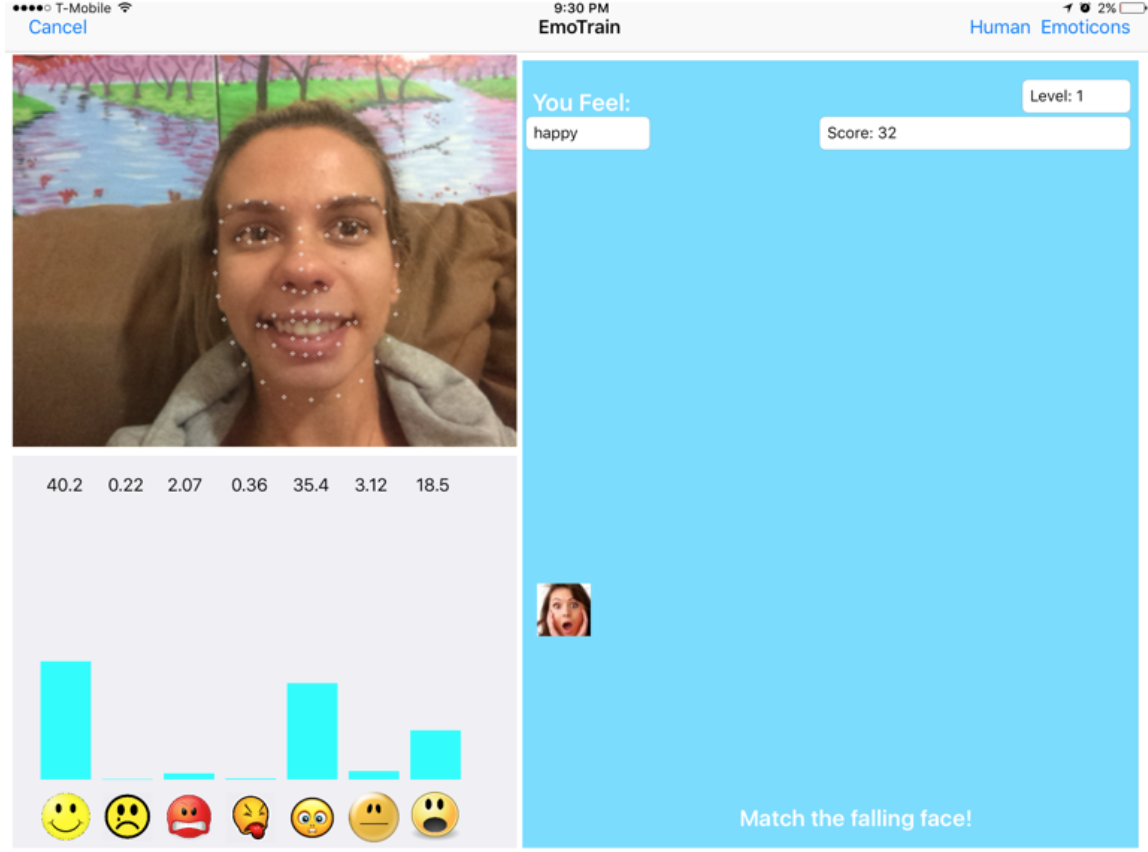 T-Mobile 9:30 PM 2%
Cancel EmoTrain Human Emoticons
You Feel:
happy
Level: 1
Score: 32
40.2 0.22 2.07 0.36 35.4 3.12 18.5
Match the falling face!